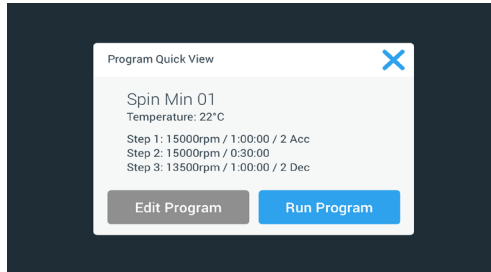 Program Quick View
Spin Min 01
Temperature: 22°C
Step 1: 15000rpm / 1:00:00 / 2 Acc
Step 2: 15000rpm / 0:30:00
Step 3: 13500rpm / 1:00:00 / 2 Dec
Edit Program
Run Program